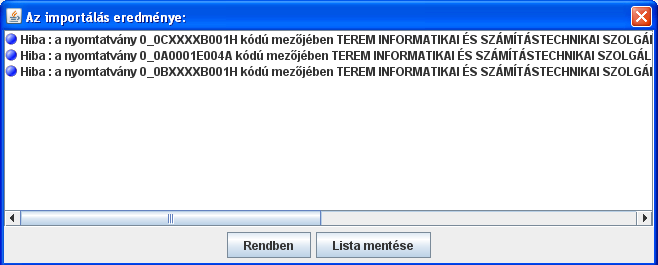 Az importálás eredménye:
Hiba : a nyomtatvány 0_0CXXXXB001H kódú mezőjében TEREM INFORMATIKAI ÉS SZÁMÍTÁSTECHNIKAI SZOLGÁL
Hiba : a nyomtatvány 0_0A0001E004A kódú mezőjében TEREM INFORMATIKAI ÉS SZÁMÍTÁSTECHNIKAI SZOLGÁL
Hiba : a nyomtatvány 0_0BXXXXB001H kódú mezőjében TEREM INFORMATIKAI ÉS SZÁMÍTÁSTECHNIKAI SZOLGÁL
Rendben Lista mentése